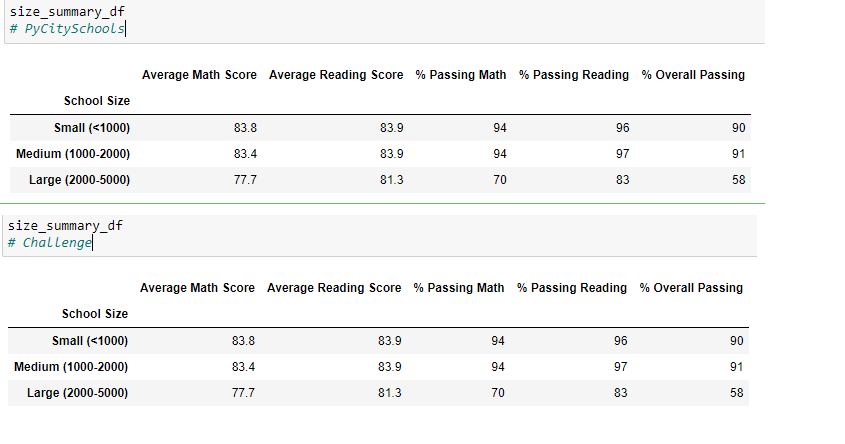 size_summary_df
# PyCitySchools
Average Math Score Average Reading Score % Passing Math % Passing Reading % Overall Passing
School Size
Small (<1000) 83.8 83.9 94 96 90
Medium (1000-2000) 83.4 83.9 94 97 91
Large (2000-5000) 77.7 81.3 70 83 58
size_summary_df
# Challenge
Average Math Score Average Reading Score % Passing Math % Passing Reading % Overall Passing
School Size
Small (<1000) 83.8 83.9 94 96 90
Medium (1000-2000) 83.4 83.9 94 97 91
Large (2000-5000) 77.7 81.3 70 83 58